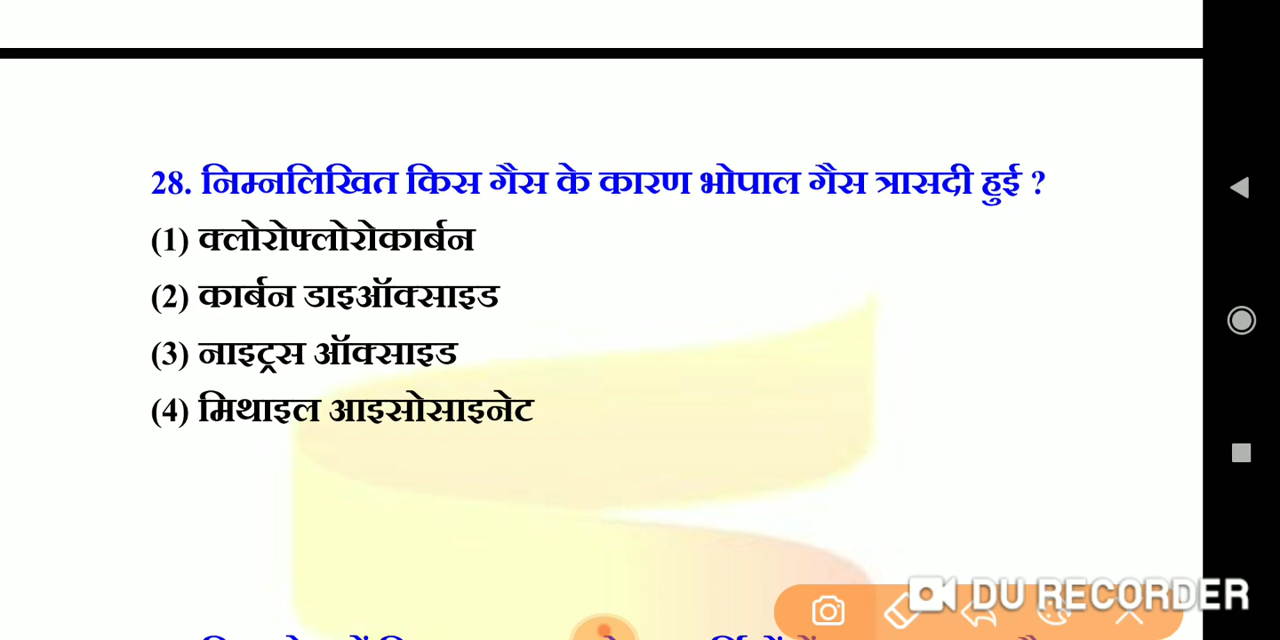 28. निम्नलिखित किस गैस के कारण भोपाल गैस त्रासदी हुई ?
(1) क्लोरोफ्लोरोकार्बन
(2) कार्बन डाइऑक्साइड
(3) नाइट्रस ऑक्साइड
(4) मिथाइल आइसोसाइनेट
DU RECORDER